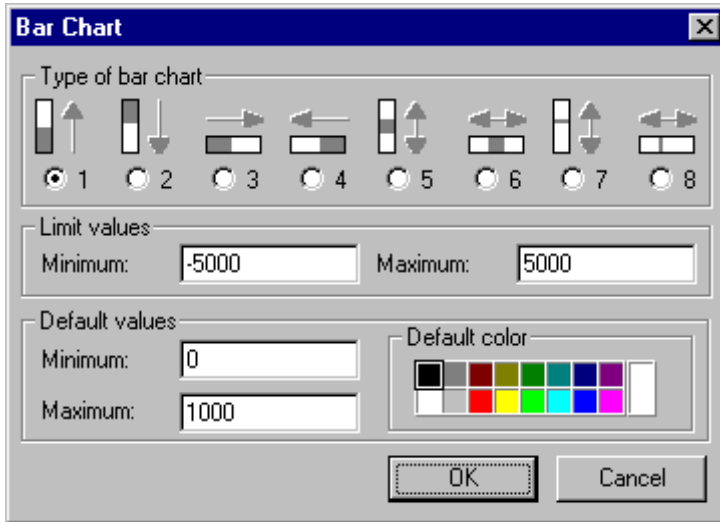 Bar Chart
Type of bar chart
1 2 3 4 5 6 7 8
Limit values
Minimum: -5000 Maximum: 5000
Default values
Default color
Minimum: 0
Maximum: 1000
OK Cancel